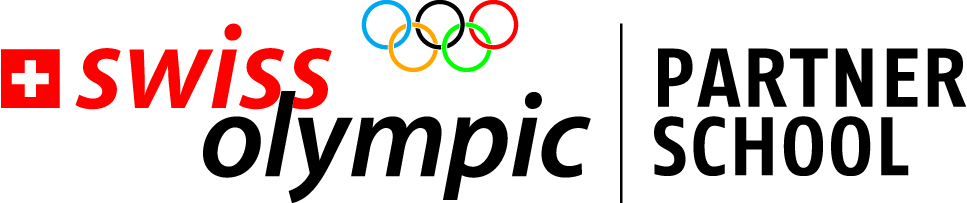 swiss
olympic
PARTNER
SCHOOL